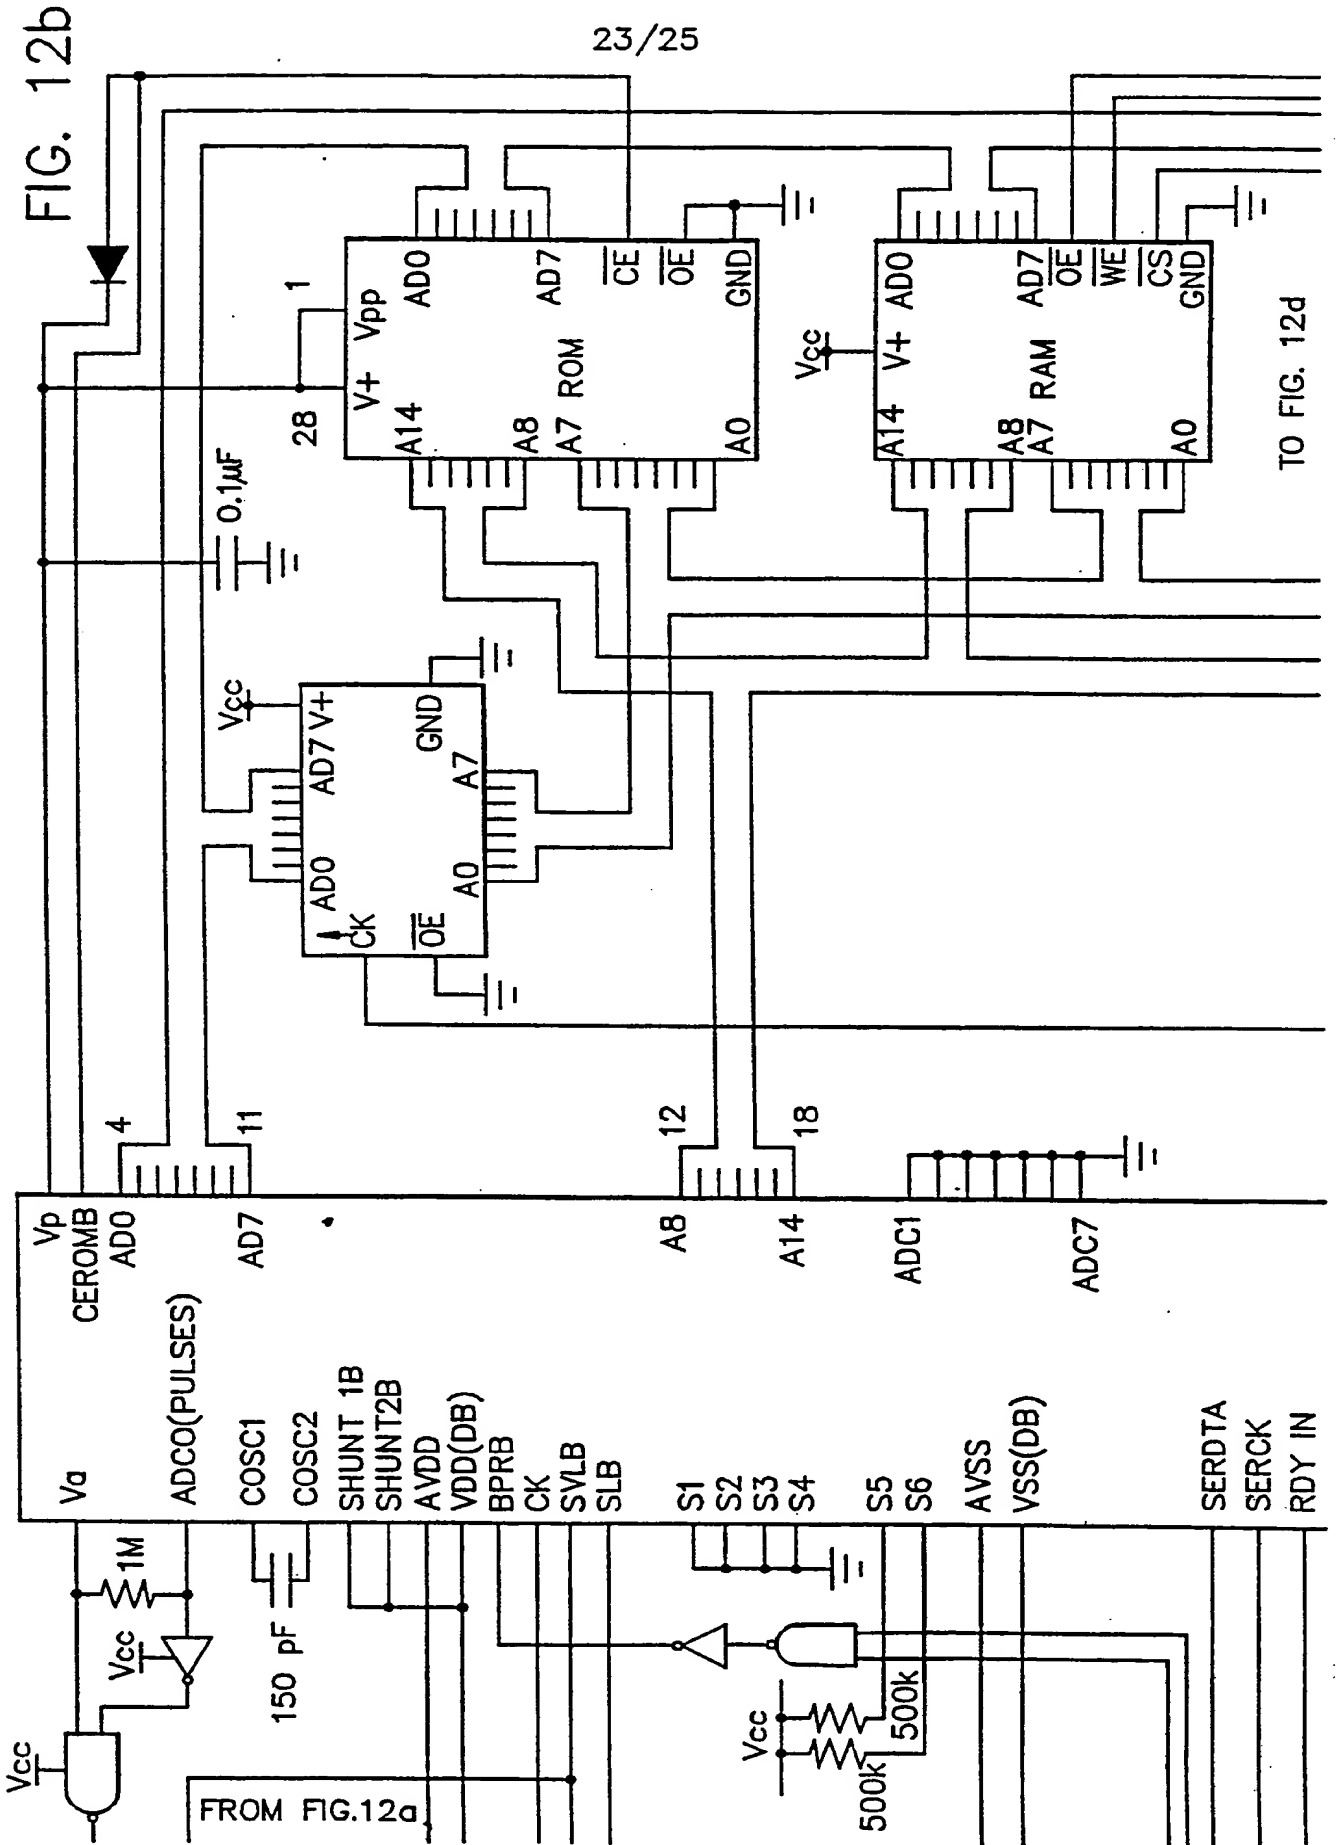 23/25
FIG. 12b
Vcc
Va
1M
Vcc
ADCO(PULSES)
150 pF
COSC1
COSC2
SHUNT 1B
SHUNT2B
AVDD
VDD(DB)
BPRB
CK
SVLB
SLB
S1
S2
S3
S4
S5
S6
AVSS
VSS(DB)
SERDTA
SERCK
RDY IN
Vcc
500k
500k
FROM FIG.12a
Vp
CEROMB
AD0
AD7
A8
A14
ADC1
ADC7
4
11
12
18
CK
OE
AD0
AD7
V+
Vcc
GND
A0
A7
0.1µF
28
1
V+
Vpp
A14
A8
A7
A0
ROM
AD0
AD7
CE
OE
GND
Vcc
V+
A14
A8
A7
A0
RAM
AD0
AD7
OE
WE
CS
GND
TO FIG. 12d